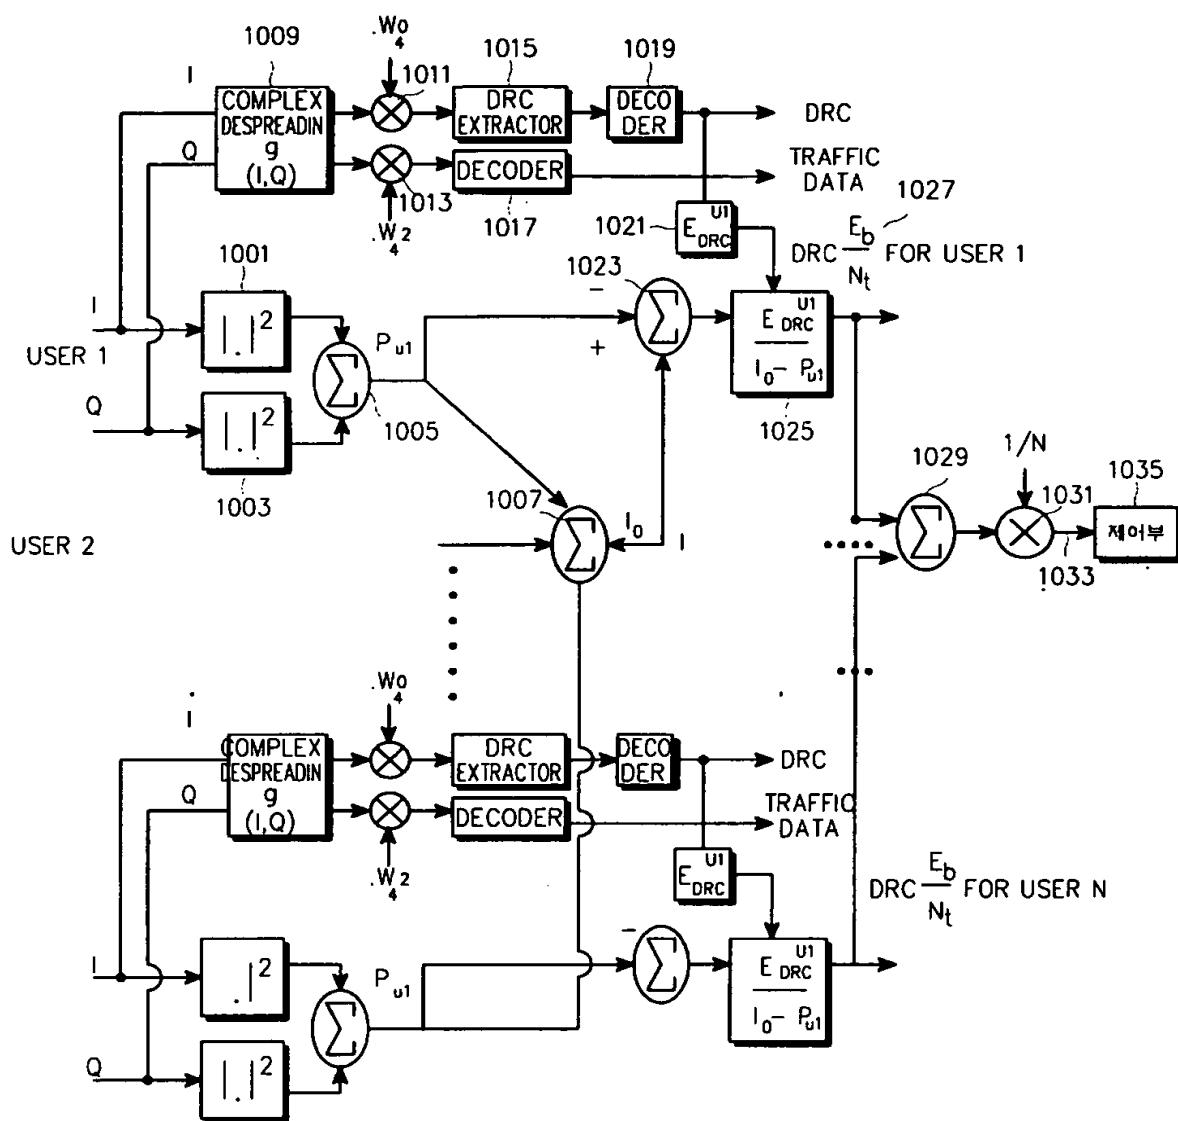 .W0
4
1009
1011
1015
1019
I
COMPLEX
DESPREADIN
g
(I,Q)
DRC
EXTRACTOR
DECO
DER
DRC
Q
DECODER
TRAFFIC
DATA
1013
.W2
4
1017
1021
E DRC U1
1027
DRC Eb/Nt FOR USER 1
1001
1023
I
|.|2
−
+
E DRC U1
I0 − Pu1
USER 1
Pu1
Q
|.|2
1005
1025
1003
1/N
1029
1031
1035
1007
I0
I
제어부
USER 2
1033
.W0
4
I
COMPLEX
DESPREADIN
g
(I,Q)
DRC
EXTRACTOR
DECO
DER
DRC
Q
DECODER
TRAFFIC
DATA
.W2
4
E DRC U1
DRC Eb/Nt FOR USER N
I
.|2
Pu1
−
E DRC U1
I0 − Pu1
Q
|.|2